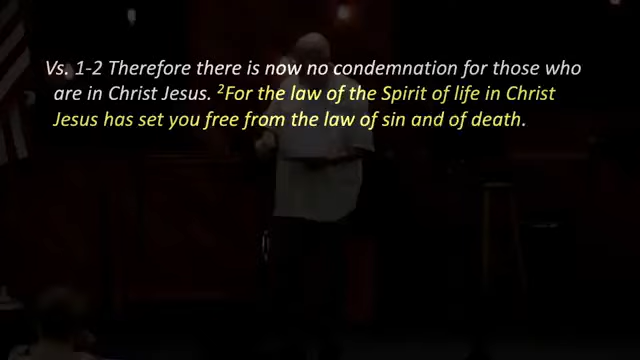 Vs. 1-2 Therefore there is now no condemnation for those who
are in Christ Jesus. ²For the law of the Spirit of life in Christ
Jesus has set you free from the law of sin and of death.